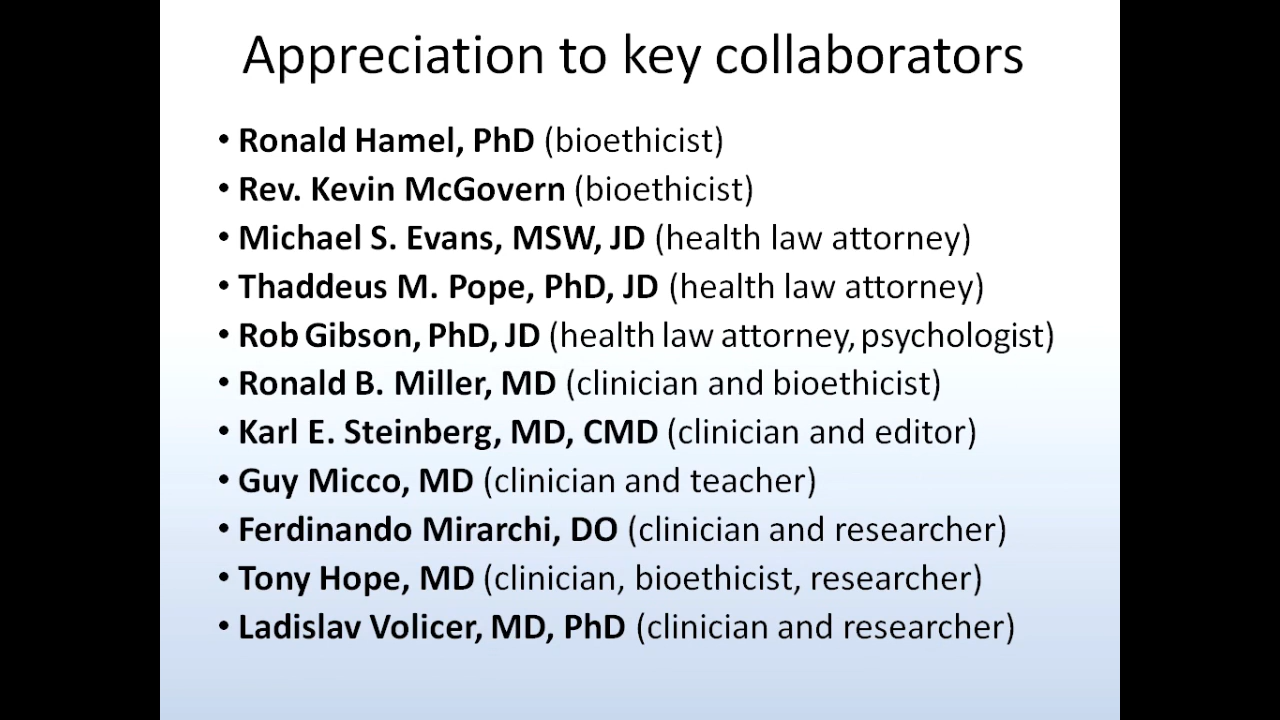 Appreciation to key collaborators
• Ronald Hamel, PhD (bioethicist)
• Rev. Kevin McGovern (bioethicist)
• Michael S. Evans, MSW, JD (health law attorney)
• Thaddeus M. Pope, PhD, JD (health law attorney)
• Rob Gibson, PhD, JD (health law attorney, psychologist)
• Ronald B. Miller, MD (clinician and bioethicist)
• Karl E. Steinberg, MD, CMD (clinician and editor)
• Guy Micco, MD (clinician and teacher)
• Ferdinando Mirarchi, DO (clinician and researcher)
• Tony Hope, MD (clinician, bioethicist, researcher)
• Ladislav Volicer, MD, PhD (clinician and researcher)